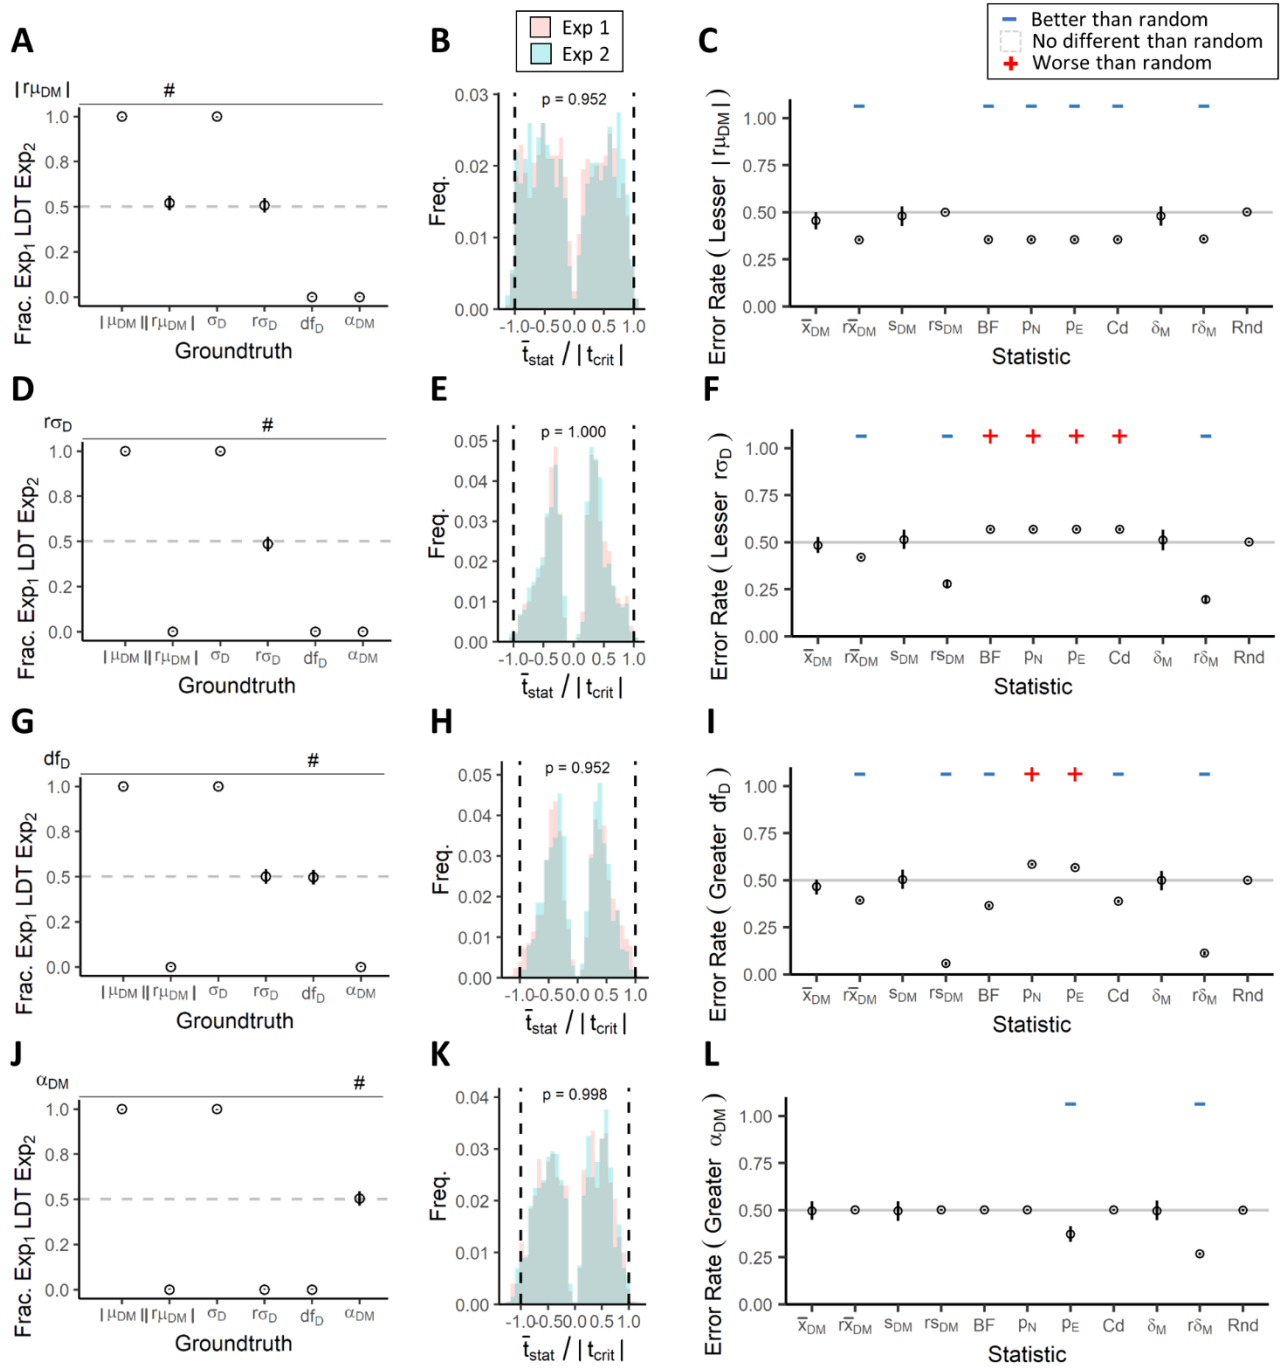 A
B
Exp 1
Exp 2
C
Better than random
No different than random
Worse than random
|rμDM|
#
Frac. Exp1 LDT Exp2
1.0
0.8
0.5
0.2
0.0
|μDM| |rμDM| σD rσD dfD αDM
Groundtruth
p = 0.952
Freq.
0.03
0.02
0.01
0.00
-1.0 -0.5 0.0 0.5 1.0
t̄stat / |tcrit|
Error Rate ( Lesser |rμDM| )
1.00
0.75
0.50
0.25
0.00
x̄DM rx̄DM sDM rsDM BF pN pE Cd δM rδM Rnd
Statistic
D
E
F
rσD
#
Frac. Exp1 LDT Exp2
1.0
0.8
0.5
0.2
0.0
|μDM| |rμDM| σD rσD dfD αDM
Groundtruth
p = 1.000
Freq.
0.05
0.04
0.03
0.02
0.01
0.00
-1.0 -0.5 0.0 0.5 1.0
t̄stat / |tcrit|
Error Rate ( Lesser rσD )
1.00
0.75
0.50
0.25
0.00
x̄DM rx̄DM sDM rsDM BF pN pE Cd δM rδM Rnd
Statistic
G
H
I
dfD
#
Frac. Exp1 LDT Exp2
1.0
0.8
0.5
0.2
0.0
|μDM| |rμDM| σD rσD dfD αDM
Groundtruth
p = 0.952
Freq.
0.05
0.04
0.03
0.02
0.01
0.00
-1.0 -0.5 0.0 0.5 1.0
t̄stat / |tcrit|
Error Rate ( Greater dfD )
1.00
0.75
0.50
0.25
0.00
x̄DM rx̄DM sDM rsDM BF pN pE Cd δM rδM Rnd
Statistic
J
K
L
αDM
#
Frac. Exp1 LDT Exp2
1.0
0.8
0.5
0.2
0.0
|μDM| |rμDM| σD rσD dfD αDM
Groundtruth
p = 0.998
Freq.
0.04
0.03
0.02
0.01
0.00
-1.0 -0.5 0.0 0.5 1.0
t̄stat / |tcrit|
Error Rate ( Greater αDM )
1.00
0.75
0.50
0.25
0.00
x̄DM rx̄DM sDM rsDM BF pN pE Cd δM rδM Rnd
Statistic